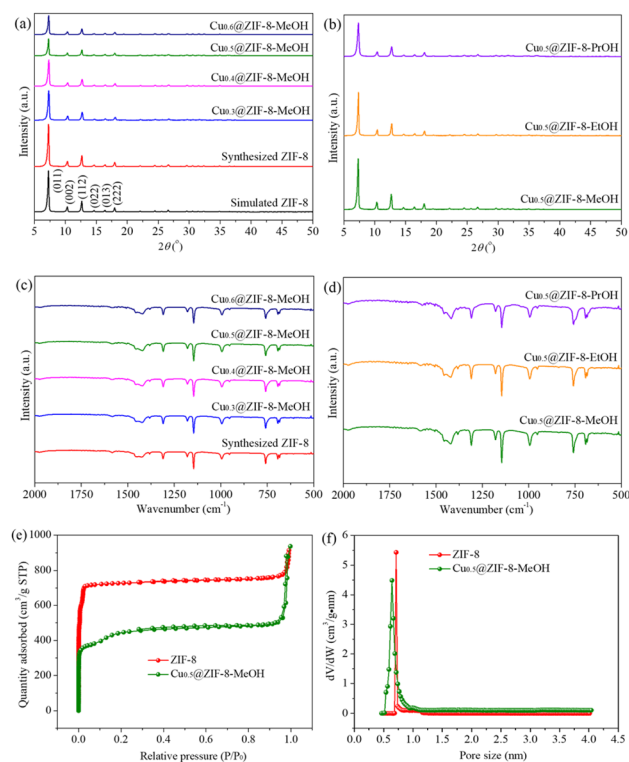 (a)
Cu0.6@ZIF-8-MeOH
Cu0.5@ZIF-8-MeOH
Cu0.4@ZIF-8-MeOH
Cu0.3@ZIF-8-MeOH
Synthesized ZIF-8
(011)
(002)
(112)
(022)
(013)
(222)
Simulated ZIF-8
Intensity (a.u.)
5 10 15 20 25 30 35 40 45 50
2θ(°)
(b)
Cu0.5@ZIF-8-PrOH
Cu0.5@ZIF-8-EtOH
Cu0.5@ZIF-8-MeOH
Intensity (a.u.)
5 10 15 20 25 30 35 40 45 50
2θ(°)
(c)
Cu0.6@ZIF-8-MeOH
Cu0.5@ZIF-8-MeOH
Cu0.4@ZIF-8-MeOH
Cu0.3@ZIF-8-MeOH
Synthesized ZIF-8
Intensity (a.u.)
2000 1750 1500 1250 1000 750 500
Wavenumber (cm-1)
(d)
Cu0.5@ZIF-8-PrOH
Cu0.5@ZIF-8-EtOH
Cu0.5@ZIF-8-MeOH
Intensity (a.u.)
2000 1750 1500 1250 1000 750 500
Wavenumber (cm-1)
(e)
1000
800
600
400
200
0
Quantity adsorbed (cm3/g STP)
ZIF-8
Cu0.5@ZIF-8-MeOH
0.0 0.2 0.4 0.6 0.8 1.0
Relative pressure (P/P0)
(f)
6
5
4
3
2
1
0
dV/dW (cm3/g•nm)
ZIF-8
Cu0.5@ZIF-8-MeOH
0.0 0.5 1.0 1.5 2.0 2.5 3.0 3.5 4.0 4.5
Pore size (nm)